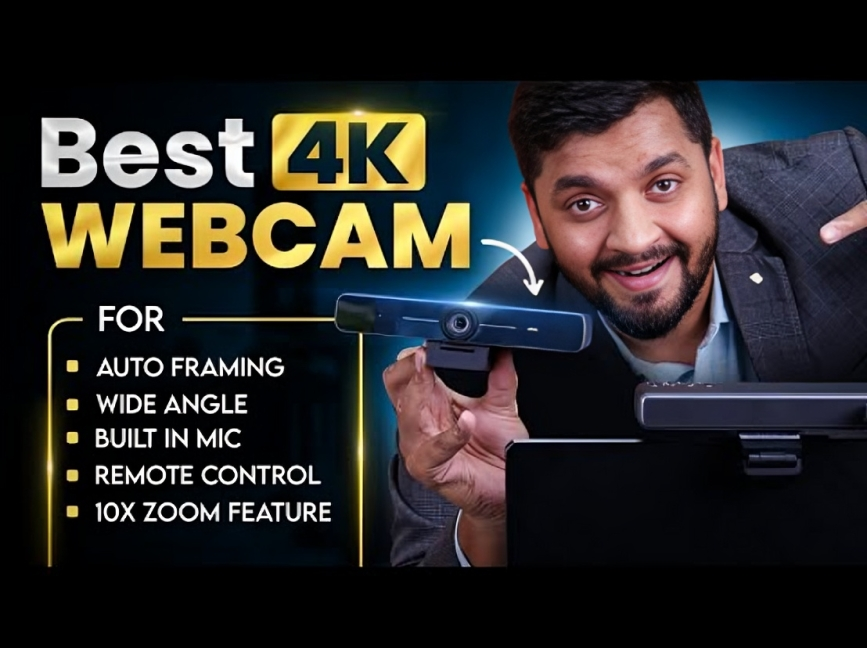 Best 4K
WEBCAM
FOR
AUTO FRAMING
WIDE ANGLE
BUILT IN MIC
REMOTE CONTROL
10X ZOOM FEATURE